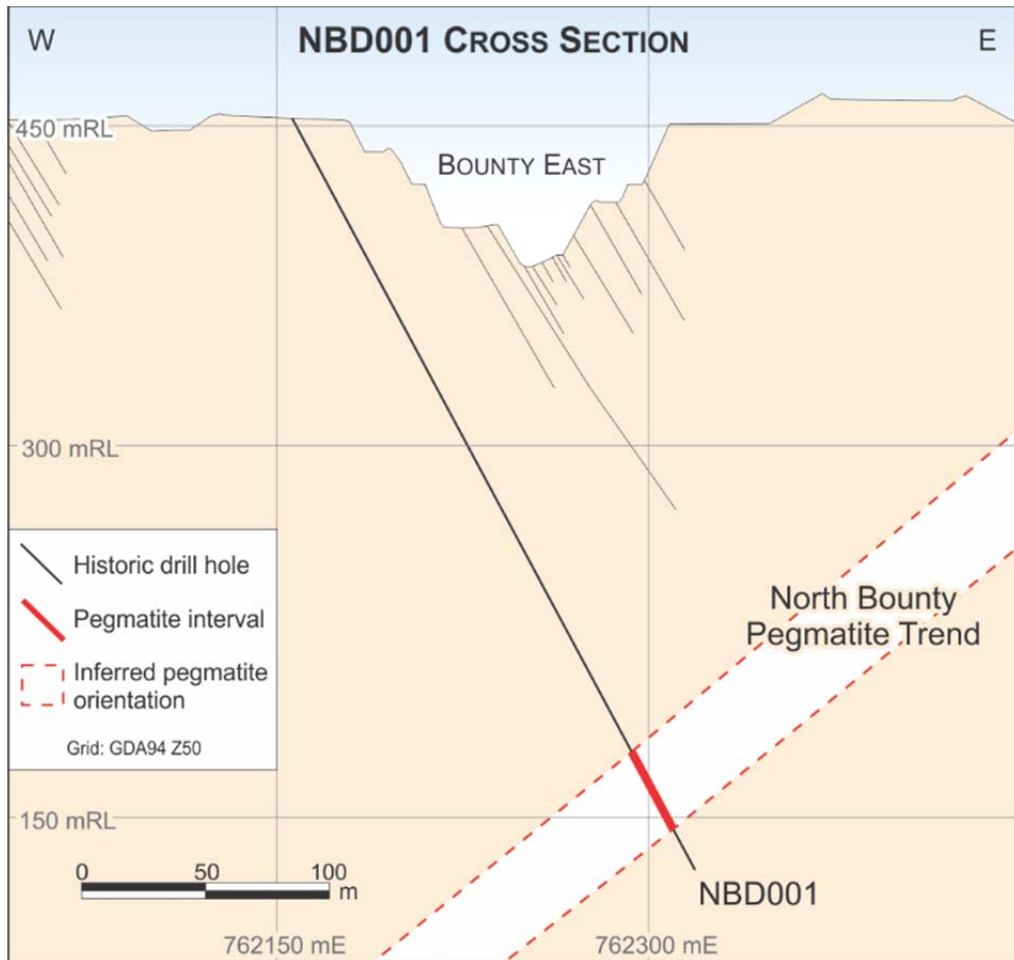 W
NBD001 CROSS SECTION
E
450 mRL
BOUNTY EAST
300 mRL
Historic drill hole
Pegmatite interval
Inferred pegmatite
orientation
Grid: GDA94 Z50
North Bounty
Pegmatite Trend
150 mRL
0 50 100
m
NBD001
762150 mE
762300 mE